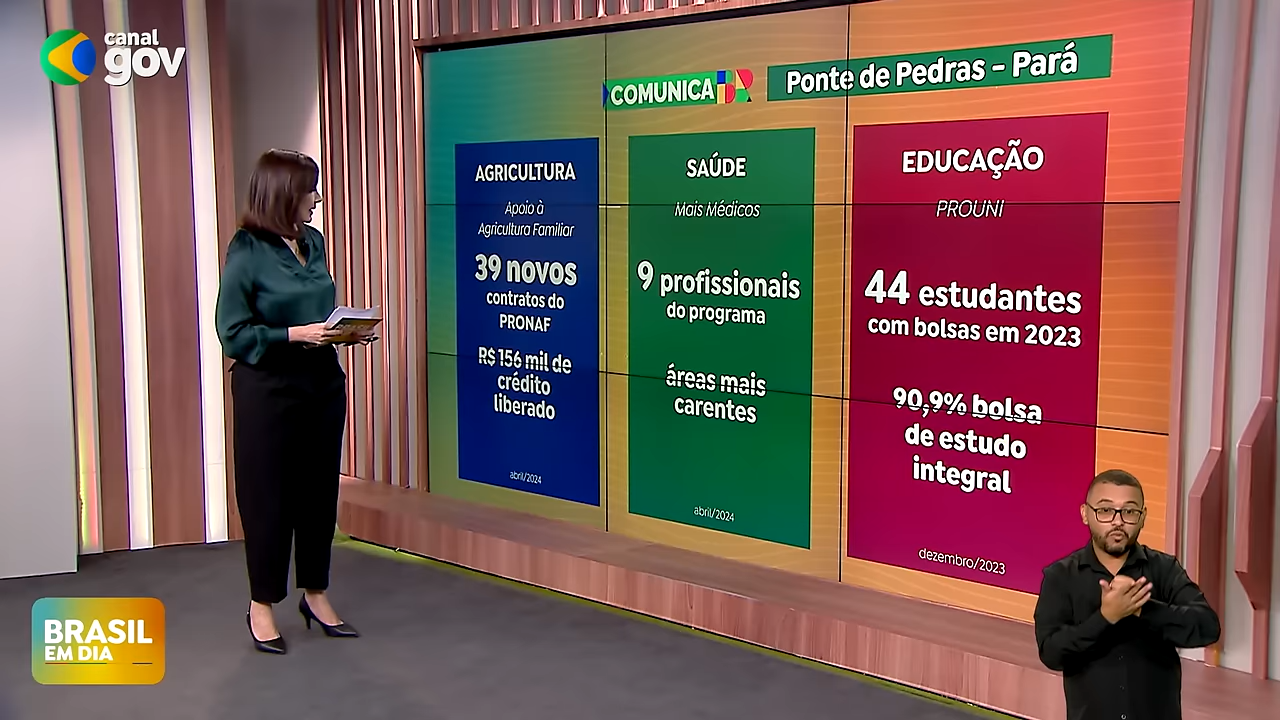 canal
gov
COMUNICABR
Ponte de Pedras - Pará
AGRICULTURA
Apoio à
Agricultura Familiar
39 novos
contratos do
PRONAF
R$ 156 mil de
crédito
liberado
abril/2024
SAÚDE
Mais Médicos
9 profissionais
do programa
áreas mais
carentes
abril/2024
EDUCAÇÃO
PROUNI
44 estudantes
com bolsas em 2023
90,9% bolsa
de estudo
integral
dezembro/2023
BRASIL
EM DIA